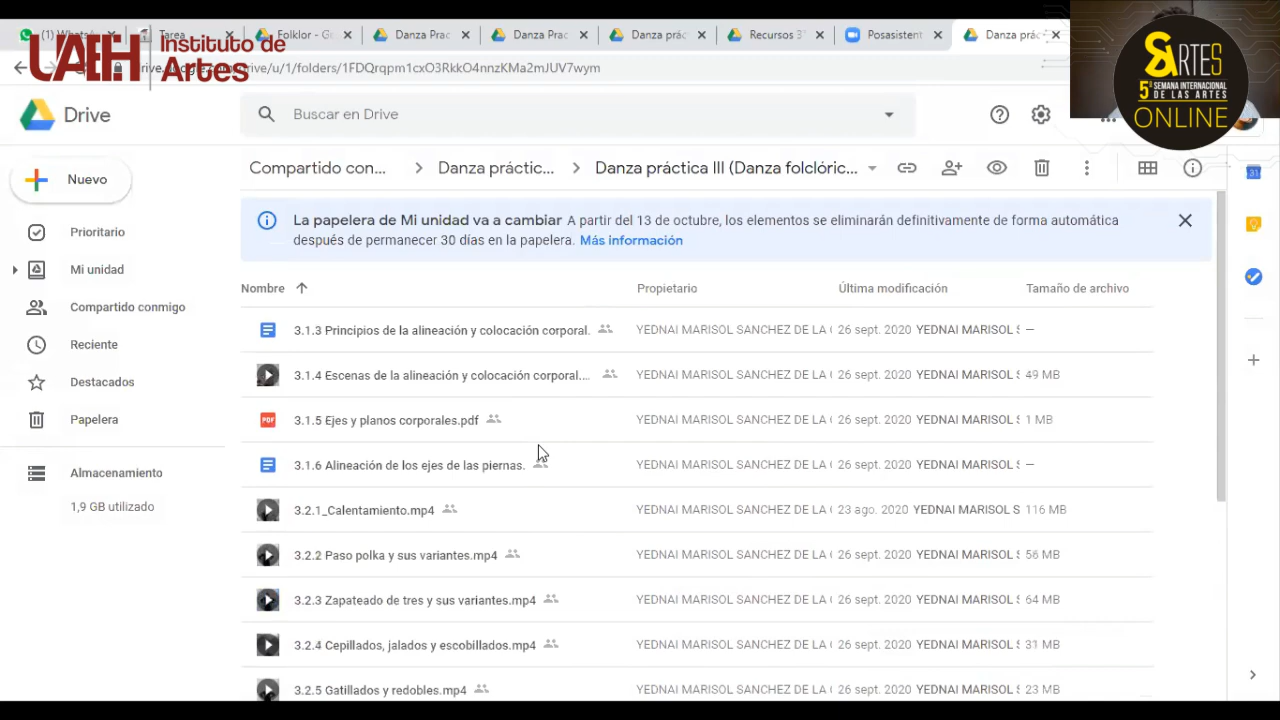 (1) WhatsA
Tarea
Folklor - G
Danza Prac
Danza Prac
Danza prác
Recursos 3
Posasistent
Danza prác
UAEH Instituto de
Artes
drive.google.com/drive/u/1/folders/1FDQrqpm1cxO3RkkO4nnzKMa2mJUV7wym
SARTES
5ª SEMANA INTERNACIONAL
DE LAS ARTES
ONLINE
Drive
Buscar en Drive
Nuevo
Compartido con... > Danza práctic... > Danza práctica III (Danza folclóric...
31
La papelera de Mi unidad va a cambiar A partir del 13 de octubre, los elementos se eliminarán definitivamente de forma automática
después de permanecer 30 días en la papelera. Más información
Prioritario
Mi unidad
Compartido conmigo
Reciente
Destacados
Papelera
Almacenamiento
1,9 GB utilizado
Nombre Propietario Última modificación Tamaño de archivo
3.1.3 Principios de la alineación y colocación corporal. YEDNAI MARISOL SANCHEZ DE LA 26 sept. 2020 YEDNAI MARISOL S —
3.1.4 Escenas de la alineación y colocación corporal.... YEDNAI MARISOL SANCHEZ DE LA 26 sept. 2020 YEDNAI MARISOL S 49 MB
PDF 3.1.5 Ejes y planos corporales.pdf YEDNAI MARISOL SANCHEZ DE LA 26 sept. 2020 YEDNAI MARISOL S 1 MB
3.1.6 Alineación de los ejes de las piernas. YEDNAI MARISOL SANCHEZ DE LA 26 sept. 2020 YEDNAI MARISOL S —
3.2.1_Calentamiento.mp4 YEDNAI MARISOL SANCHEZ DE LA 23 ago. 2020 YEDNAI MARISOL S 116 MB
3.2.2 Paso polka y sus variantes.mp4 YEDNAI MARISOL SANCHEZ DE LA 26 sept. 2020 YEDNAI MARISOL S 56 MB
3.2.3 Zapateado de tres y sus variantes.mp4 YEDNAI MARISOL SANCHEZ DE LA 26 sept. 2020 YEDNAI MARISOL S 64 MB
3.2.4 Cepillados, jalados y escobillados.mp4 YEDNAI MARISOL SANCHEZ DE LA 26 sept. 2020 YEDNAI MARISOL S 31 MB
3.2.5 Gatillados y redobles.mp4 YEDNAI MARISOL SANCHEZ DE LA 26 sept. 2020 YEDNAI MARISOL S 23 MB